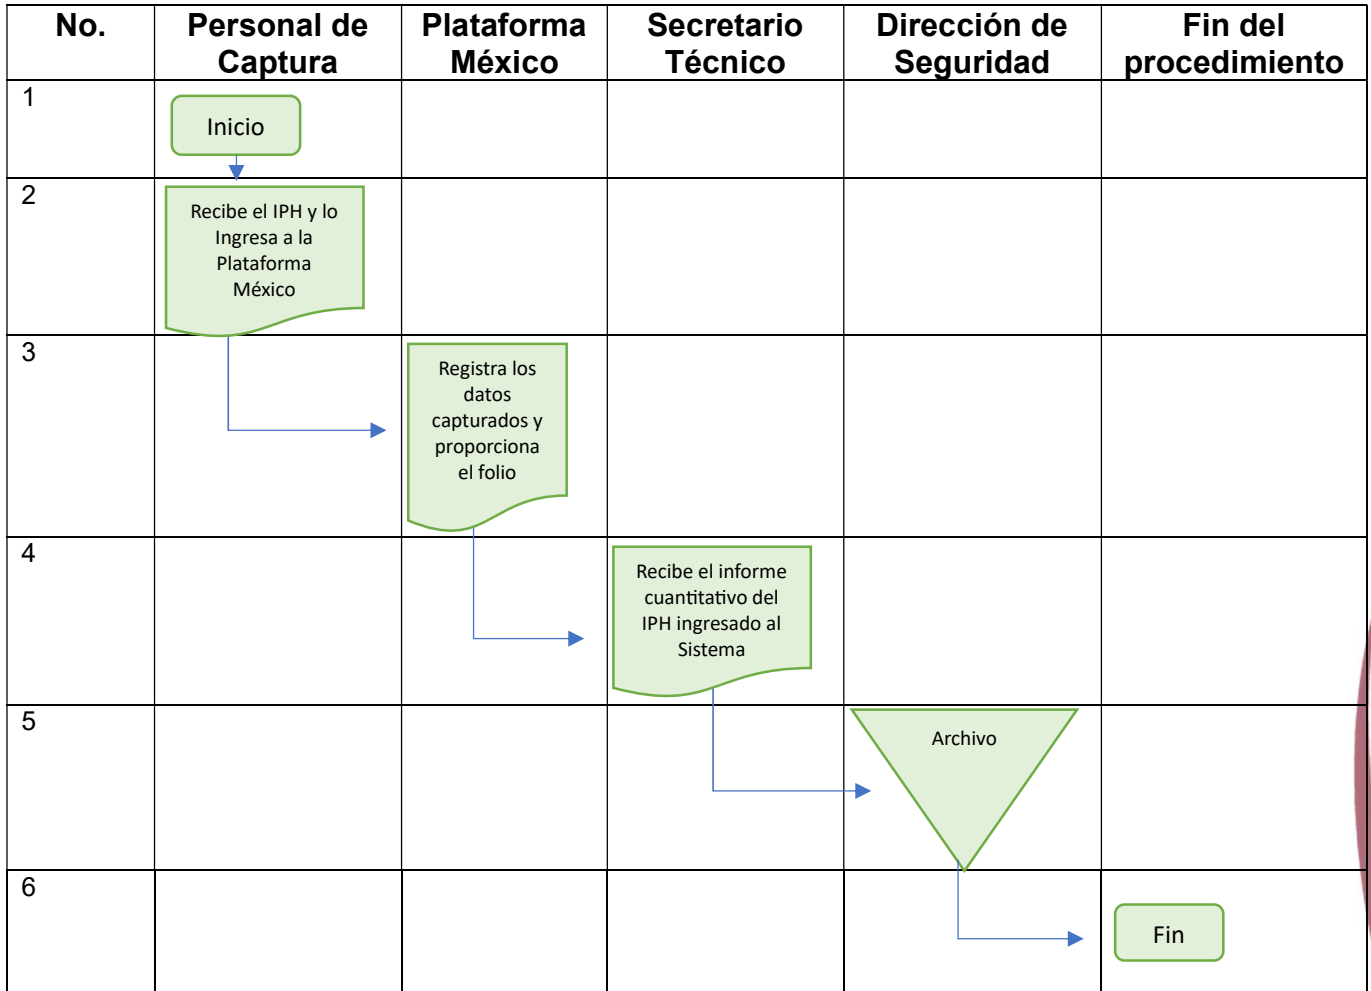 No.
Personal de
Captura
Plataforma
México
Secretario
Técnico
Dirección de
Seguridad
Fin del
procedimiento
1
Inicio
2
Recibe el IPH y lo
Ingresa a la
Plataforma
México
3
Registra los
datos
capturados y
proporciona
el folio
4
Recibe el informe
cuantitativo del
IPH ingresado al
Sistema
5
Archivo
6
Fin